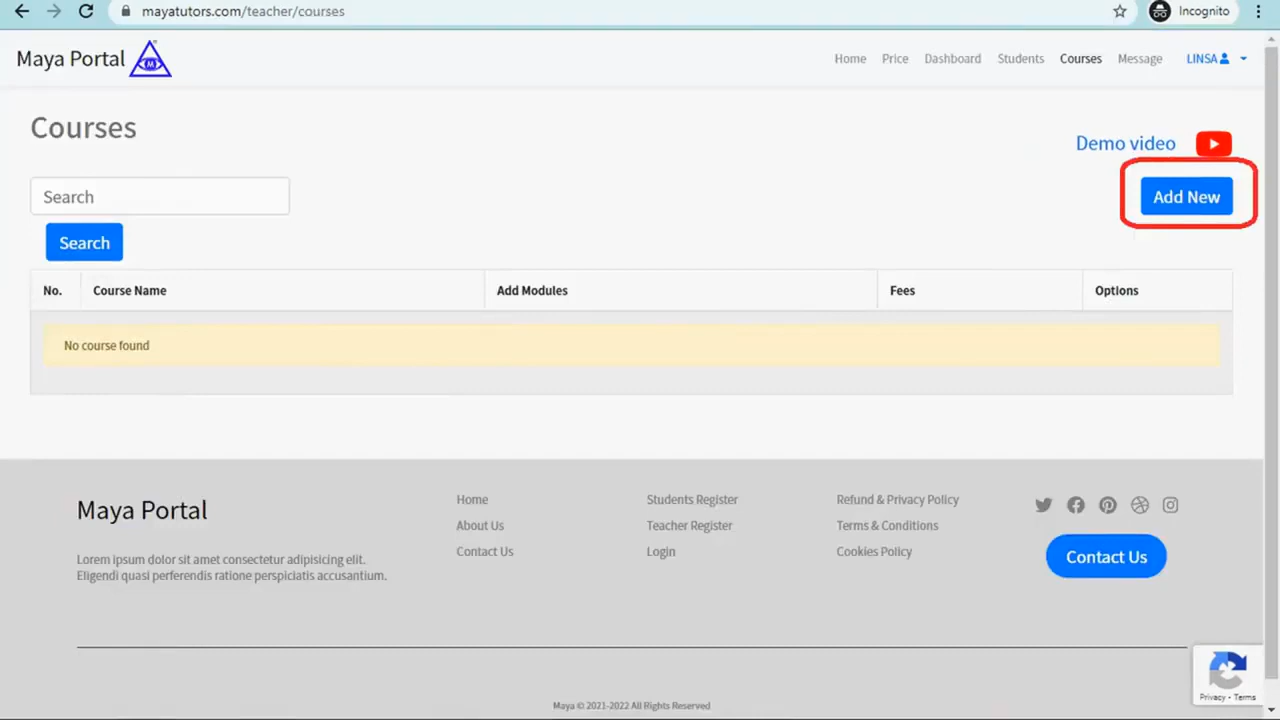 mayatutors.com/teacher/courses
Incognito
Maya Portal
M
Home Price Dashboard Students Courses Message LINSA
Courses
Demo video
Search
Add New
Search
No. Course Name Add Modules Fees Options
No course found
Maya Portal
Lorem ipsum dolor sit amet consectetur adipisicing elit.
Eligendi quasi perferendis ratione perspiciatis accusantium.
Home
About Us
Contact Us
Students Register
Teacher Register
Login
Refund & Privacy Policy
Terms & Conditions
Cookies Policy
Contact Us
Privacy - Terms
Maya © 2021-2022 All Rights Reserved